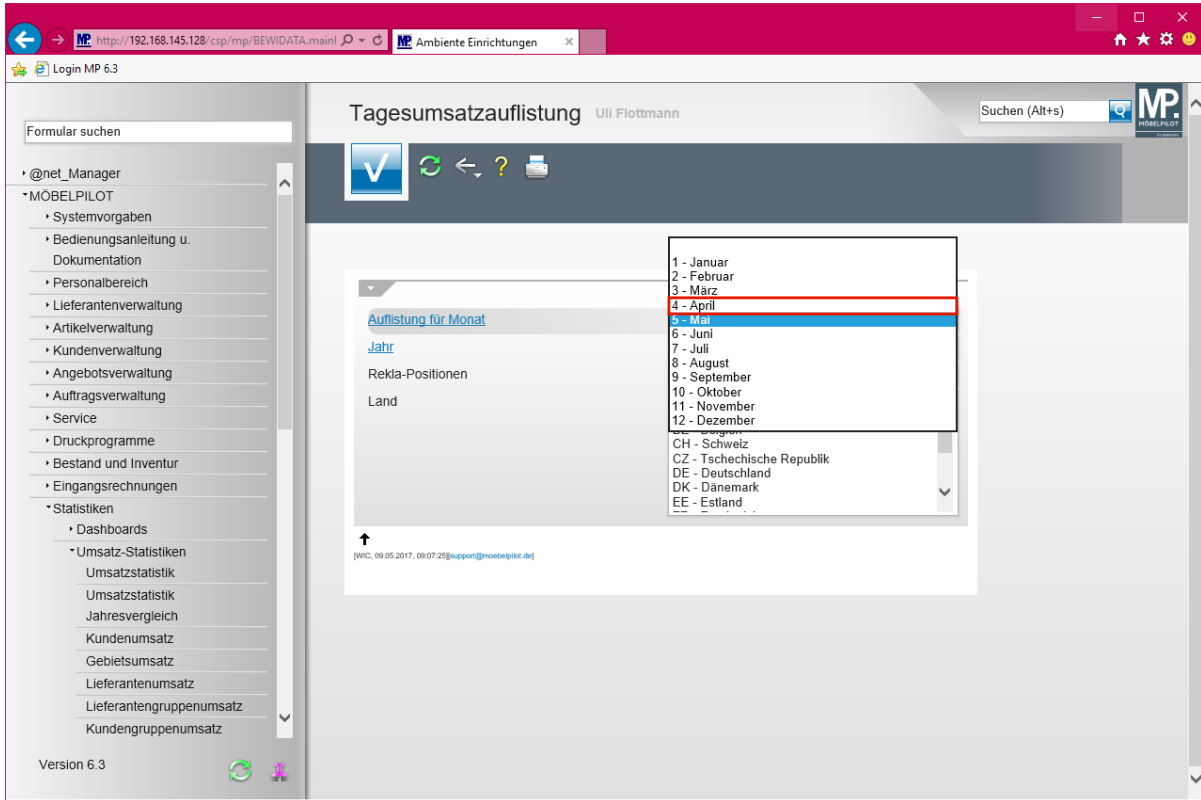 http://192.168.145.128/csp/mp/BEWIDATA.mainl
MP Ambiente Einrichtungen
Login MP 6.3
Formular suchen
Tagesumsatzauflistung Uli Flottmann
Suchen (Alt+s)
MP
MÖBELPILOT
@net_Manager
MÖBELPILOT
Systemvorgaben
Bedienungsanleitung u.
Dokumentation
Personalbereich
Lieferantenverwaltung
Artikelverwaltung
Kundenverwaltung
Angebotsverwaltung
Auftragsverwaltung
Service
Druckprogramme
Bestand und Inventur
Eingangsrechnungen
Statistiken
Dashboards
Umsatz-Statistiken
Umsatzstatistik
Umsatzstatistik
Jahresvergleich
Kundenumsatz
Gebietsumsatz
Lieferantenumsatz
Lieferantengruppenumsatz
Kundengruppenumsatz
Version 6.3
Auflistung für Monat
Jahr
Rekla-Positionen
Land
1 - Januar
2 - Februar
3 - März
4 - April
5 - Mai
6 - Juni
7 - Juli
8 - August
9 - September
10 - Oktober
11 - November
12 - Dezember
CH - Schweiz
CZ - Tschechische Republik
DE - Deutschland
DK - Dänemark
EE - Estland
[WIC, 09.05.2017, 09:07:25][support@moebelpilot.de]